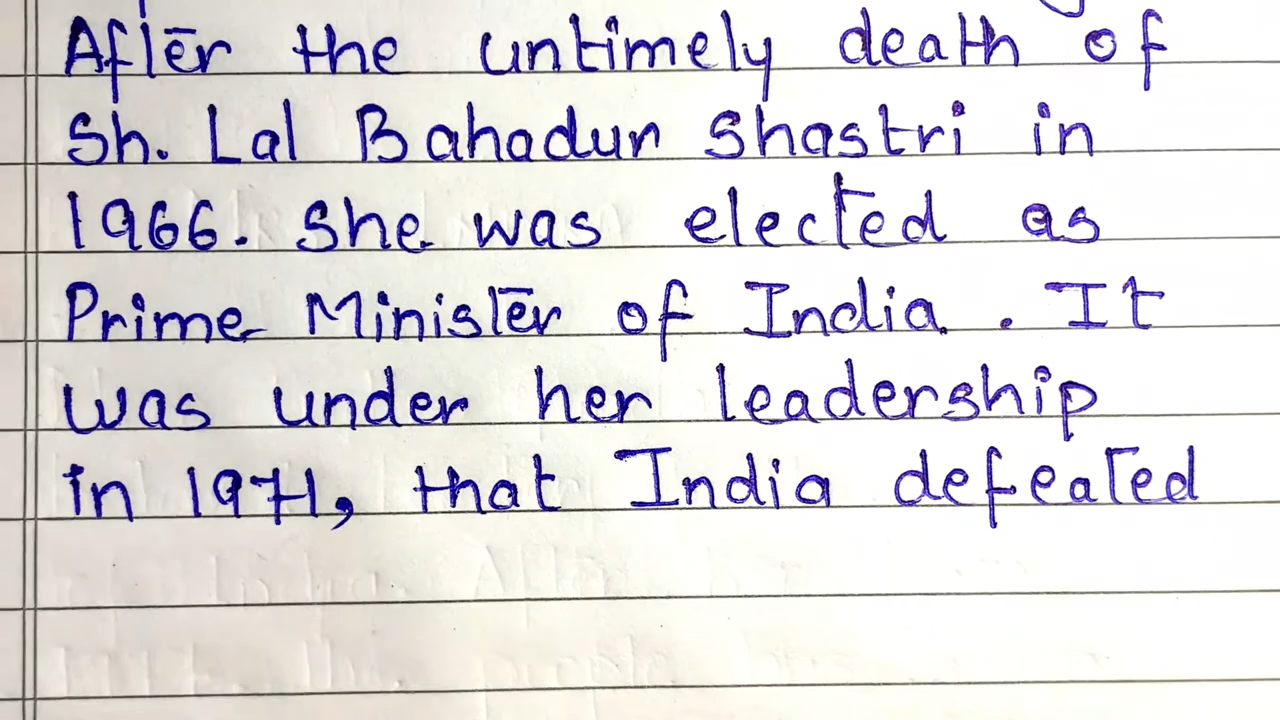 After the untimely death of
Sh. Lal Bahadur Shastri in
1966. She was elected as
Prime Minister of India. It
was under her leadership
in 1971, that India defeated